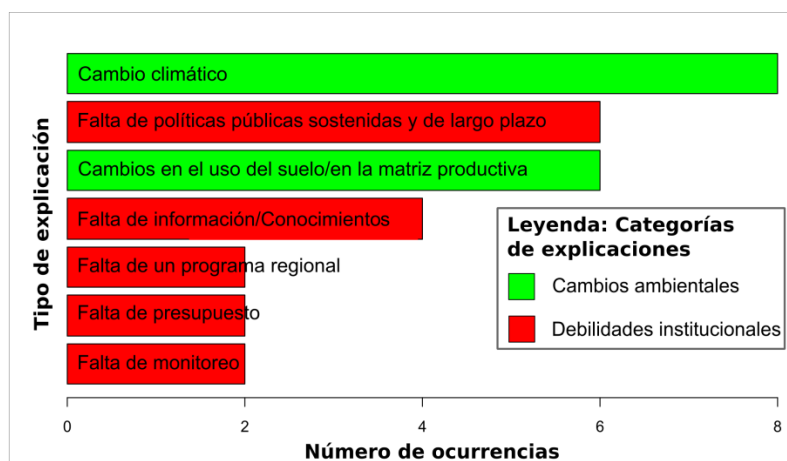 Tipo de explicación
Cambio climático
Falta de políticas públicas sostenidas y de largo plazo
Cambios en el uso del suelo/en la matriz productiva
Falta de información/Conocimientos
Falta de un programa regional
Falta de presupuesto
Falta de monitoreo
Leyenda: Categorías
de explicaciones
Cambios ambientales
Debilidades institucionales
0 2 4 6 8
Número de ocurrencias